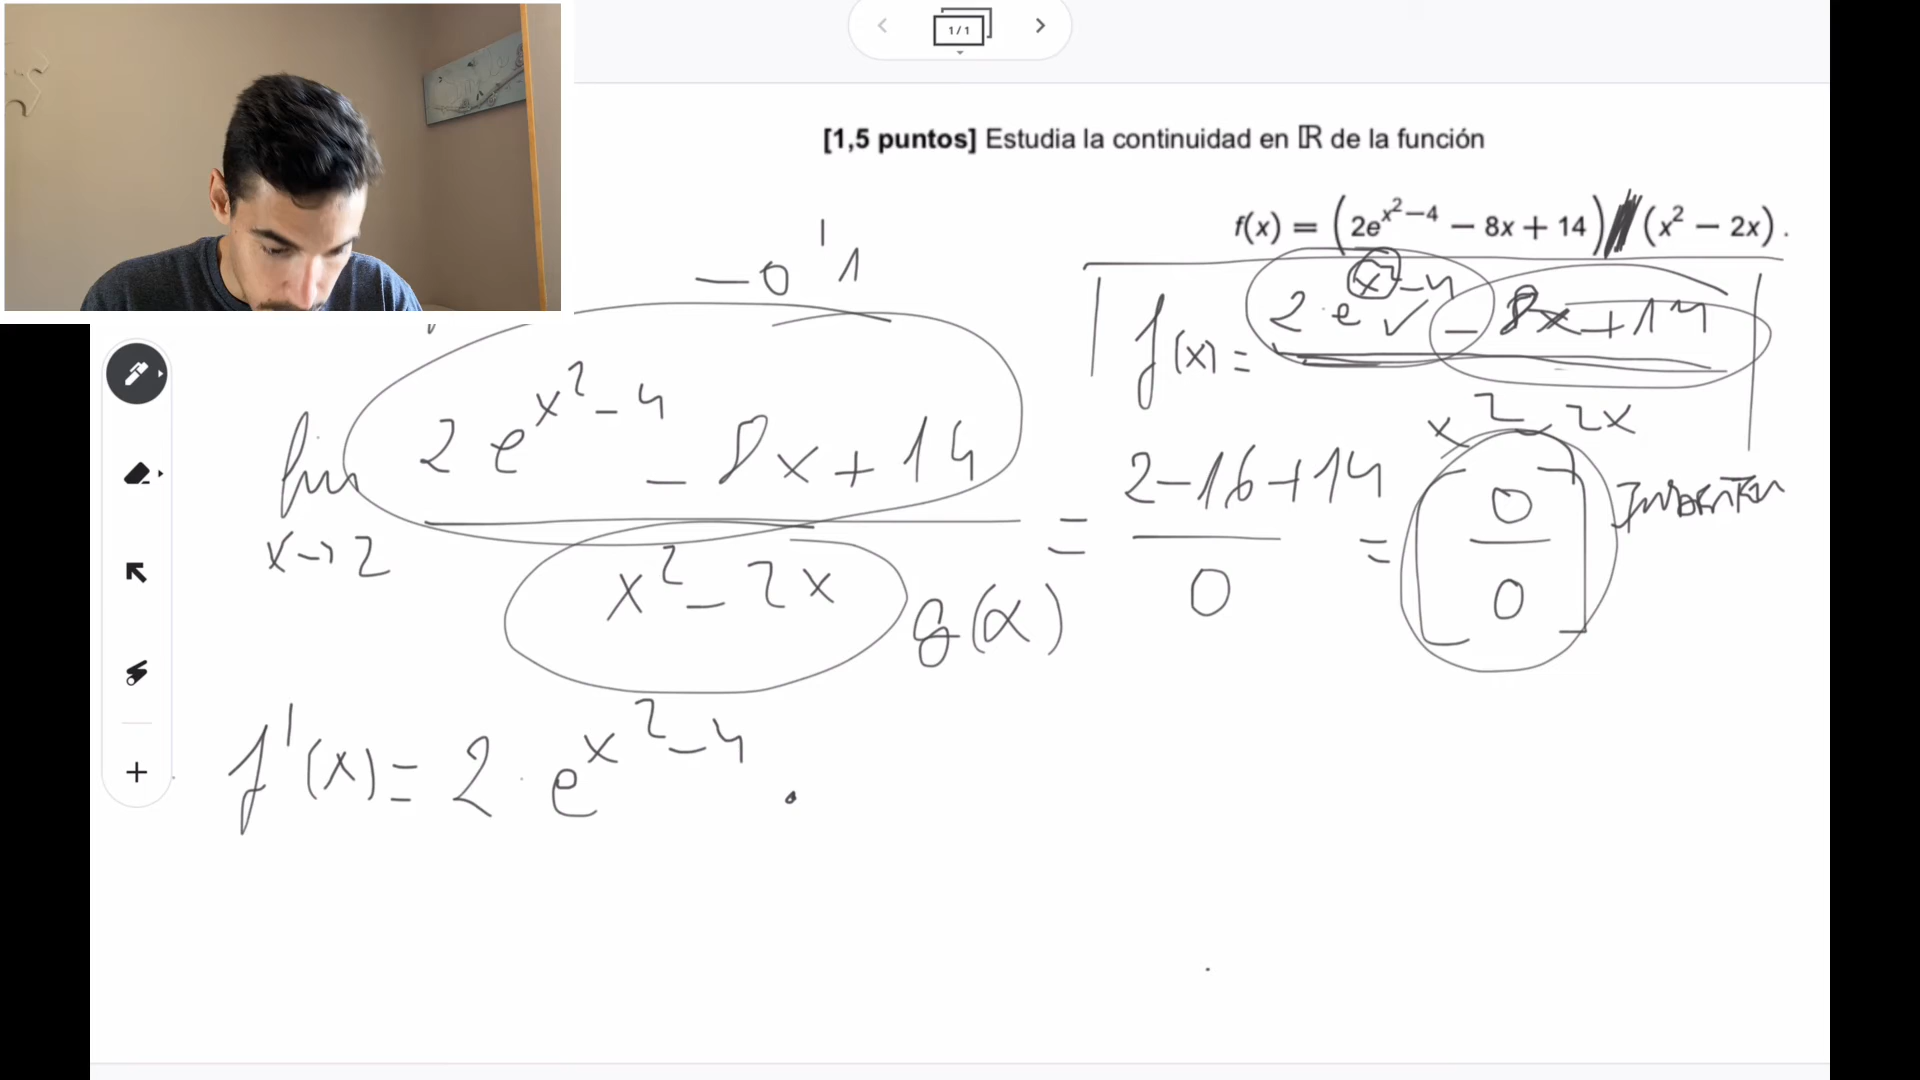 1 / 1
[1,5 puntos] Estudia la continuidad en ℝ de la función
f(x) = (2e^{x²−4} − 8x + 14) (x² − 2x).
— 0 ' 1
f(x) = 2 · e^{x²−4} − 8x + 14
x² − 2x
lim 2 e^{x²−4} − 8x + 14
x → 2 x² − 2x g(x)
= 2 − 16 + 14
0
= [ 0
0 ]
f'(x) = 2 · e^{x²−4} ·